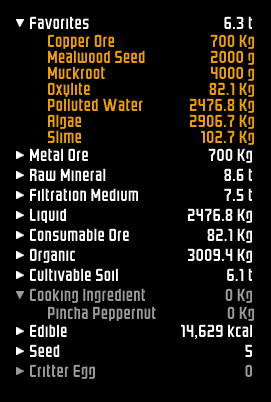 Favorites 6.3 t
Copper Ore 700 Kg
Mealwood Seed 2000 g
Muckroot 4000 g
Oxylite 82.1 Kg
Polluted Water 2476.8 Kg
Algae 2906.7 Kg
Slime 102.7 Kg
Metal Ore 700 Kg
Raw Mineral 8.6 t
Filtration Medium 7.5 t
Liquid 2476.8 Kg
Consumable Ore 82.1 Kg
Organic 3009.4 Kg
Cultivable Soil 6.1 t
Cooking Ingredient 0 Kg
Pincha Peppernut 0 Kg
Edible 14,629 kcal
Seed 5
Critter Egg 0